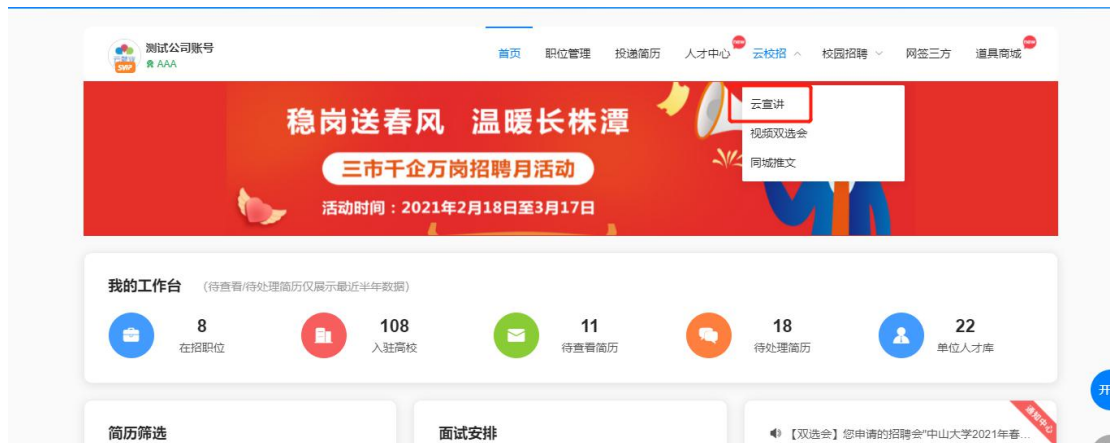 测试公司账号
AAA
SVIP
首页 职位管理 投递简历 人才中心 new 云校招 校园招聘 网签三方 道具商城 new
云宣讲
视频双选会
同城推文
稳岗送春风 温暖长株潭
三市千企万岗招聘月活动
活动时间：2021年2月18日至3月17日
我的工作台 (待查看/待处理简历仅展示最近半年数据)
8 108 11 18 22
在招职位 入驻高校 待查看简历 待处理简历 单位人才库
开
简历筛选 面试安排 【双选会】您申请的招聘会"中山大学2021年春...
通知中心